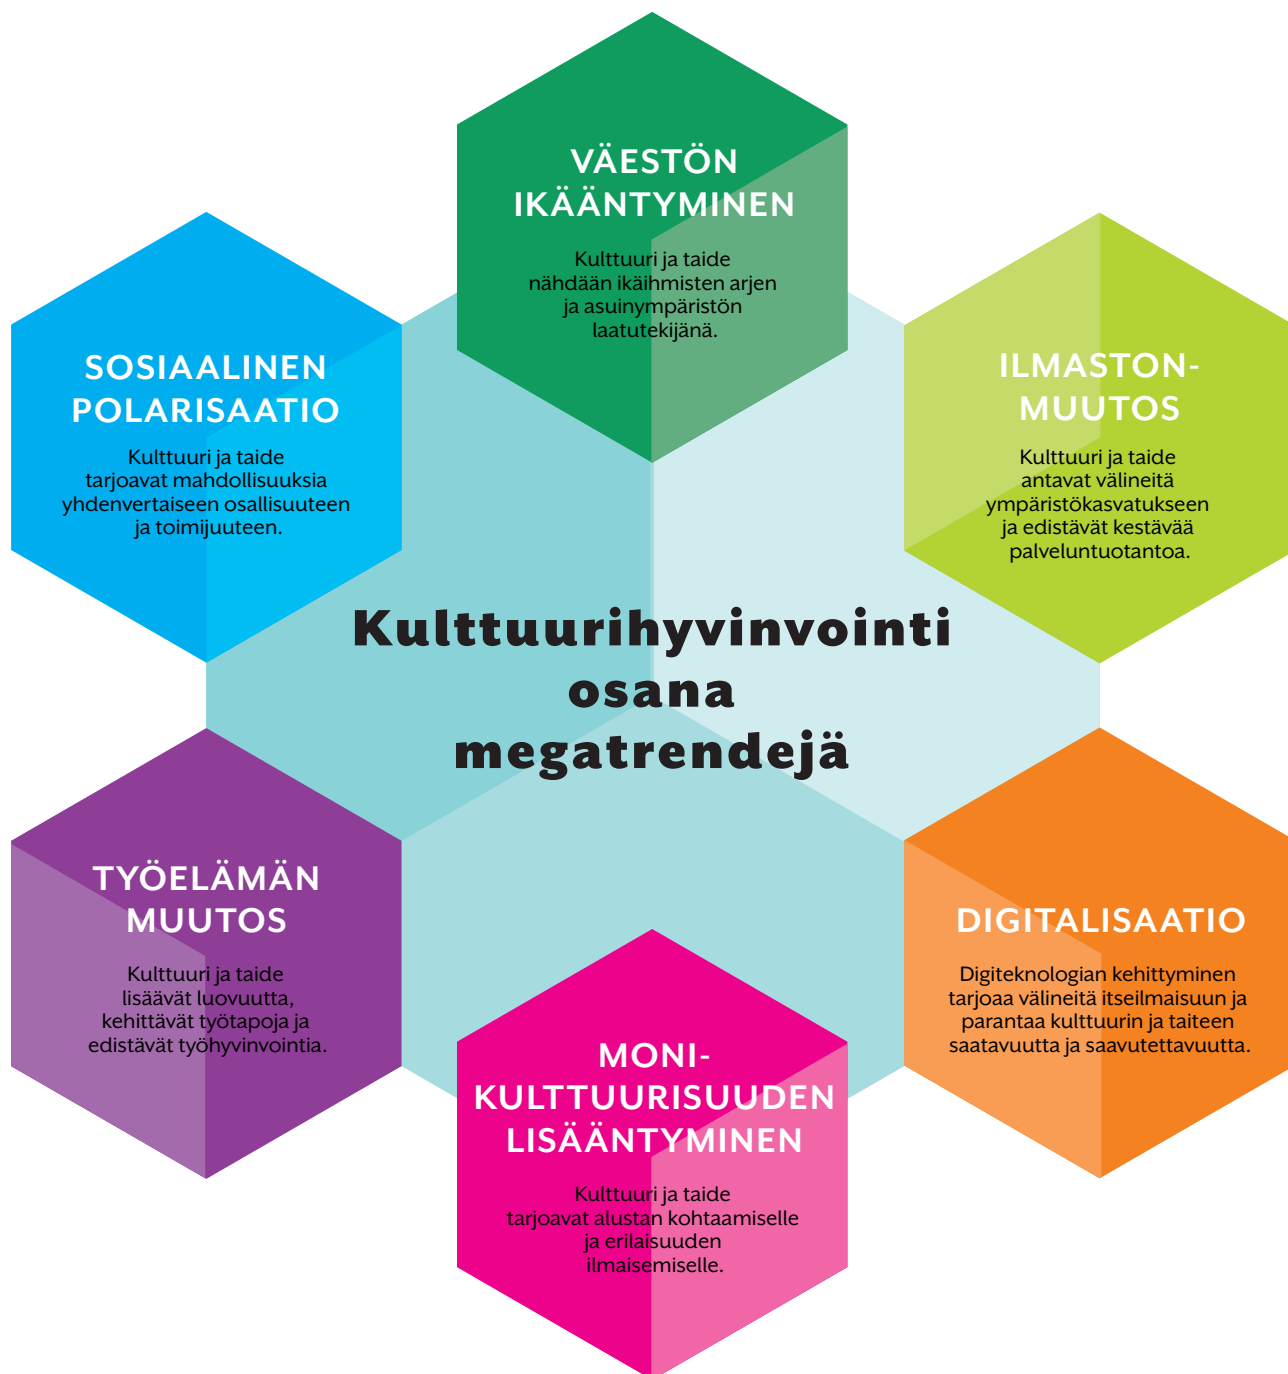 VÄESTÖN
IKÄÄNTYMINEN
Kulttuuri ja taide
nähdään ikäihmisten arjen
ja asuinympäristön
laatutekijänä.
SOSIAALINEN
POLARISAATIO
Kulttuuri ja taide
tarjoavat mahdollisuuksia
yhdenvertaiseen osallisuuteen
ja toimijuuteen.
ILMASTON-
MUUTOS
Kulttuuri ja taide
antavat välineitä
ympäristökasvatukseen
ja edistävät kestävää
palveluntuotantoa.
Kulttuurihyvinvointi
osana
megatrendejä
TYÖELÄMÄN
MUUTOS
Kulttuuri ja taide
lisäävät luovuutta,
kehittävät työtapoja ja
edistävät työhyvinvointia.
DIGITALISAATIO
Digiteknologian kehittyminen
tarjoaa välineitä itseilmaisuun ja
parantaa kulttuurin ja taiteen
saatavuutta ja saavutettavuutta.
MONI-
KULTTUURISUUDEN
LISÄÄNTYMINEN
Kulttuuri ja taide
tarjoavat alustan kohtaamiselle
ja erilaisuuden
ilmaisemiselle.